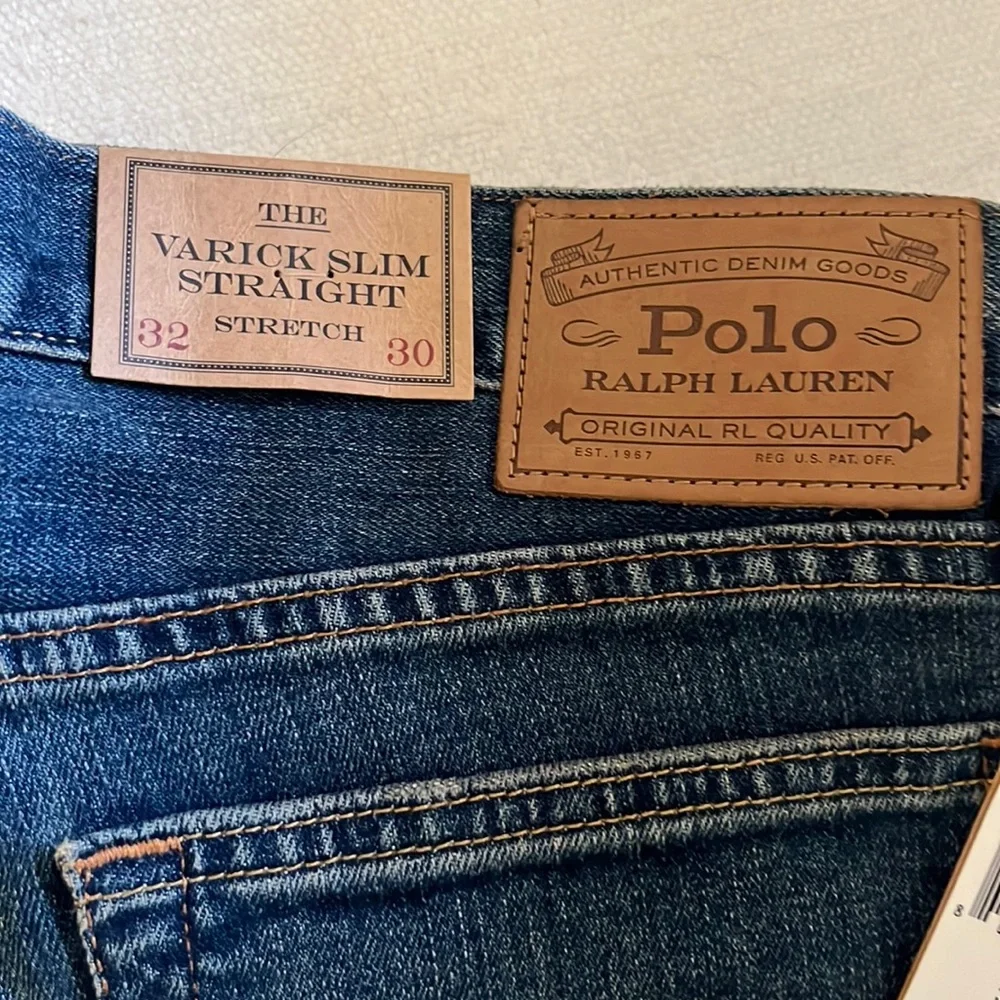 THE
VARICK SLIM
STRAIGHT
STRETCH
32 30
AUTHENTIC DENIM GOODS
Polo
RALPH LAUREN
ORIGINAL RL QUALITY
EST. 1967 REG U.S. PAT. OFF.
8